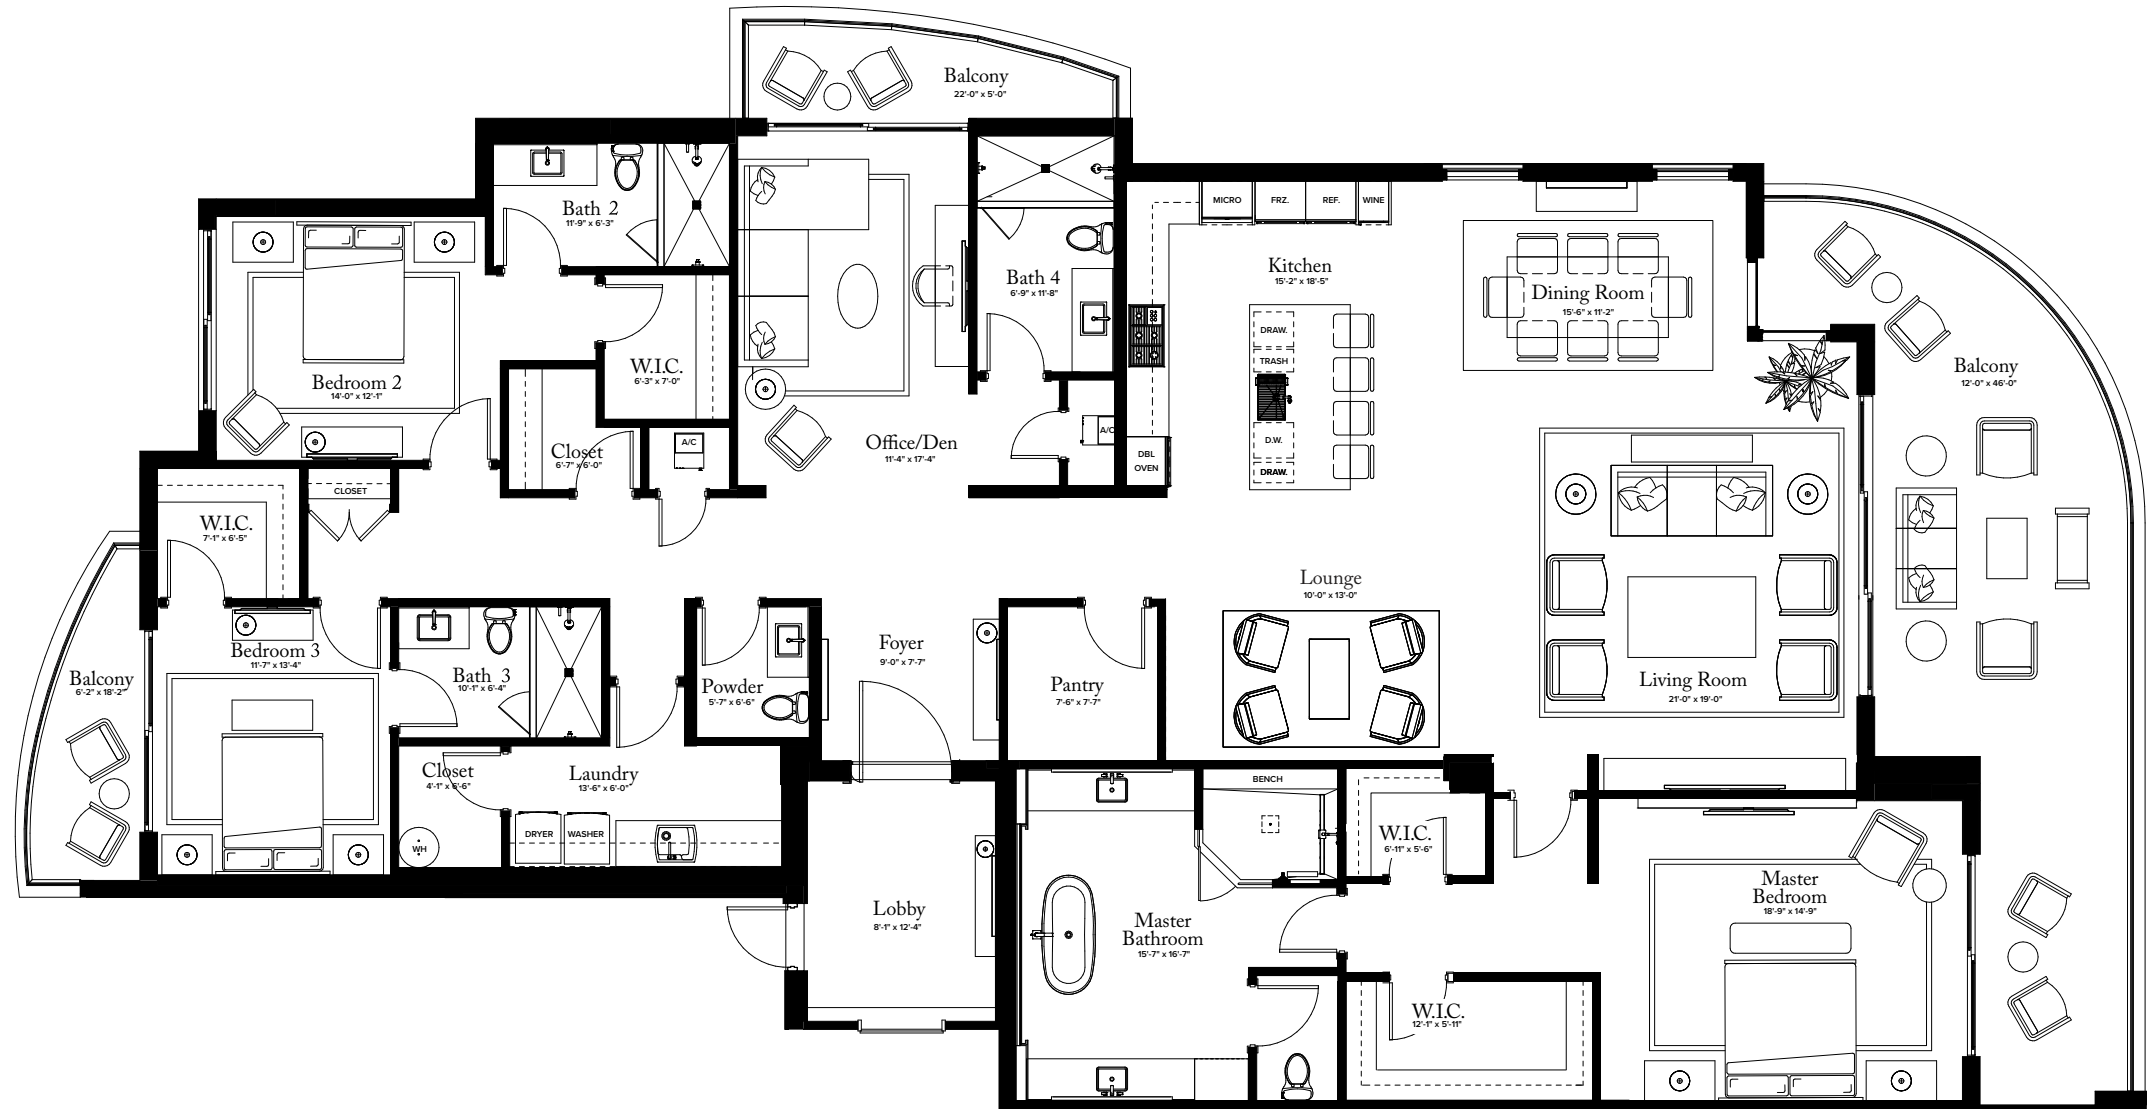 Balcony
22'-0" x 5'-0"
Bath 2
11'-9" x 6'-3"
MICRO
FRZ.
REF.
WINE
Kitchen
15'-2" x 18'-5"
Bath 4
6'-9" x 11'-8"
Dining Room
15'-6" x 11'-2"
DRAW.
TRASH
D.W.
DRAW.
DBL
OVEN
Balcony
12'-0" x 46'-0"
Bedroom 2
14'-0" x 12'-1"
W.I.C.
6'-3" x 7'-0"
Closet
6'-7" x 6'-0"
A/C
Office/Den
11'-4" x 17'-4"
A/C
CLOSET
W.I.C.
7'-1" x 6'-5"
Lounge
10'-0" x 13'-0"
Living Room
21'-0" x 19'-0"
Foyer
9'-0" x 7'-7"
Bedroom 3
11'-7" x 13'-4"
Balcony
6'-2" x 18'-2"
Bath 3
10'-1" x 6'-4"
Powder
5'-7" x 6'-6"
Pantry
7'-6" x 7'-7"
Closet
4'-1" x 6'-6"
WH
Laundry
13'-6" x 6'-0"
DRYER
WASHER
BENCH
W.I.C.
6'-11" x 5'-6"
Lobby
8'-1" x 12'-4"
Master
Bathroom
15'-7" x 16'-7"
Master
Bedroom
18'-9" x 14'-9"
W.I.C.
12'-1" x 5'-11"